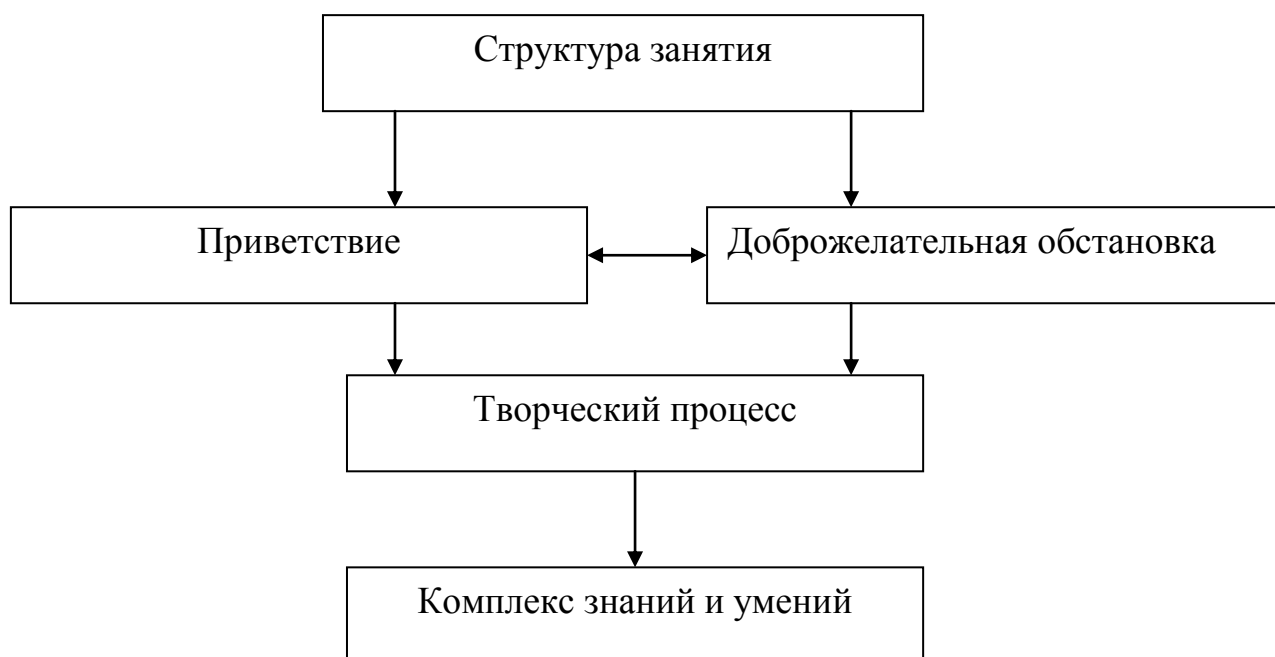 Структура занятия
Приветствие
Доброжелательная обстановка
Творческий процесс
Комплекс знаний и умений